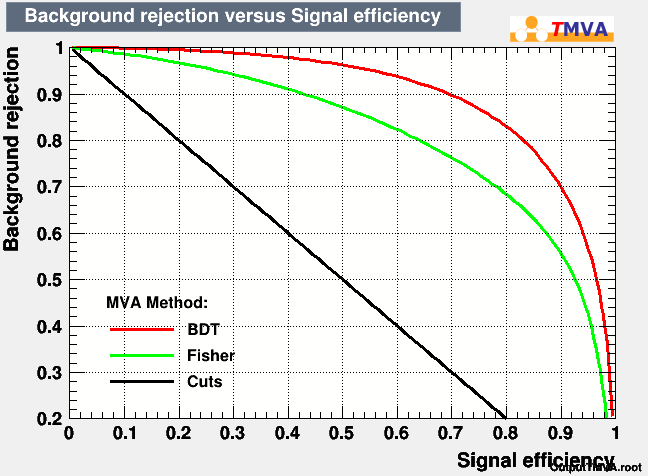 Background rejection versus Signal efficiency
TMVA
Background rejection
1
0.9
0.8
0.7
0.6
0.5
0.4
0.3
0.2
MVA Method:
BDT
Fisher
Cuts
0 0.1 0.2 0.3 0.4 0.5 0.6 0.7 0.8 0.9 1
Signal efficiency
OutputTMVA.root